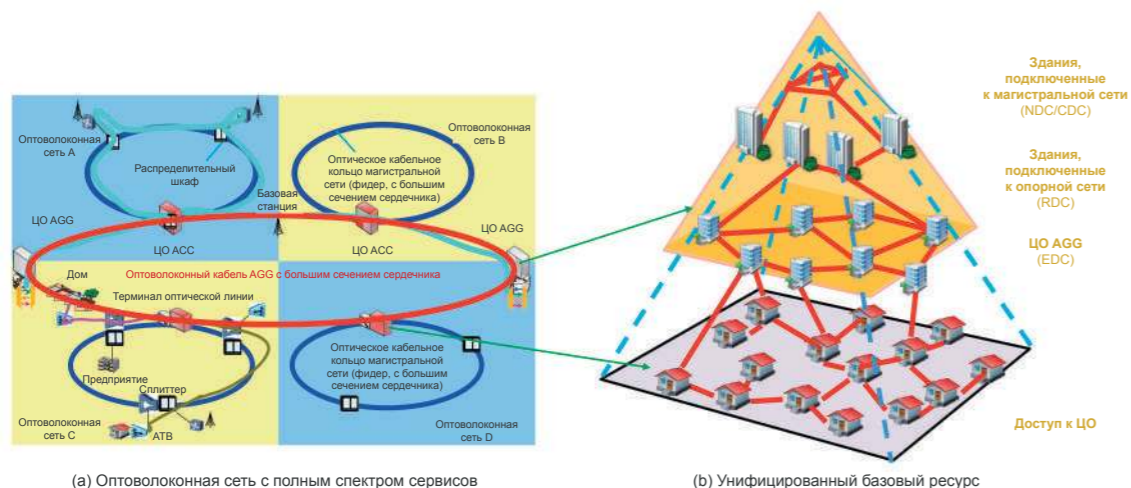 Оптоволоконная
сеть A
Распределительный
шкаф
Оптическое кабельное
кольцо магистральной
сети (фидер, с большим
сечением сердечника)
Оптоволоконная
сеть B
Базовая
станция
ЦО AGG
ЦО ACC
ЦО ACC
ЦО AGG
Дом
Оптоволоконный кабель AGG с большим сечением сердечника
Терминал оптической линии
Предприятие
Сплиттер
Оптоволоконная
сеть C
ATB
Оптическое кабельное
кольцо магистральной
сети (фидер, с большим
сечением сердечника)
Оптоволоконная
сеть D
(a) Оптоволоконная сеть с полным спектром сервисов
Здания,
подключенные
к магистральной сети
(NDC/CDC)
Здания,
подключенные
к опорной сети
(RDC)
ЦО AGG
(EDC)
Доступ к ЦО
(b) Унифицированный базовый ресурс